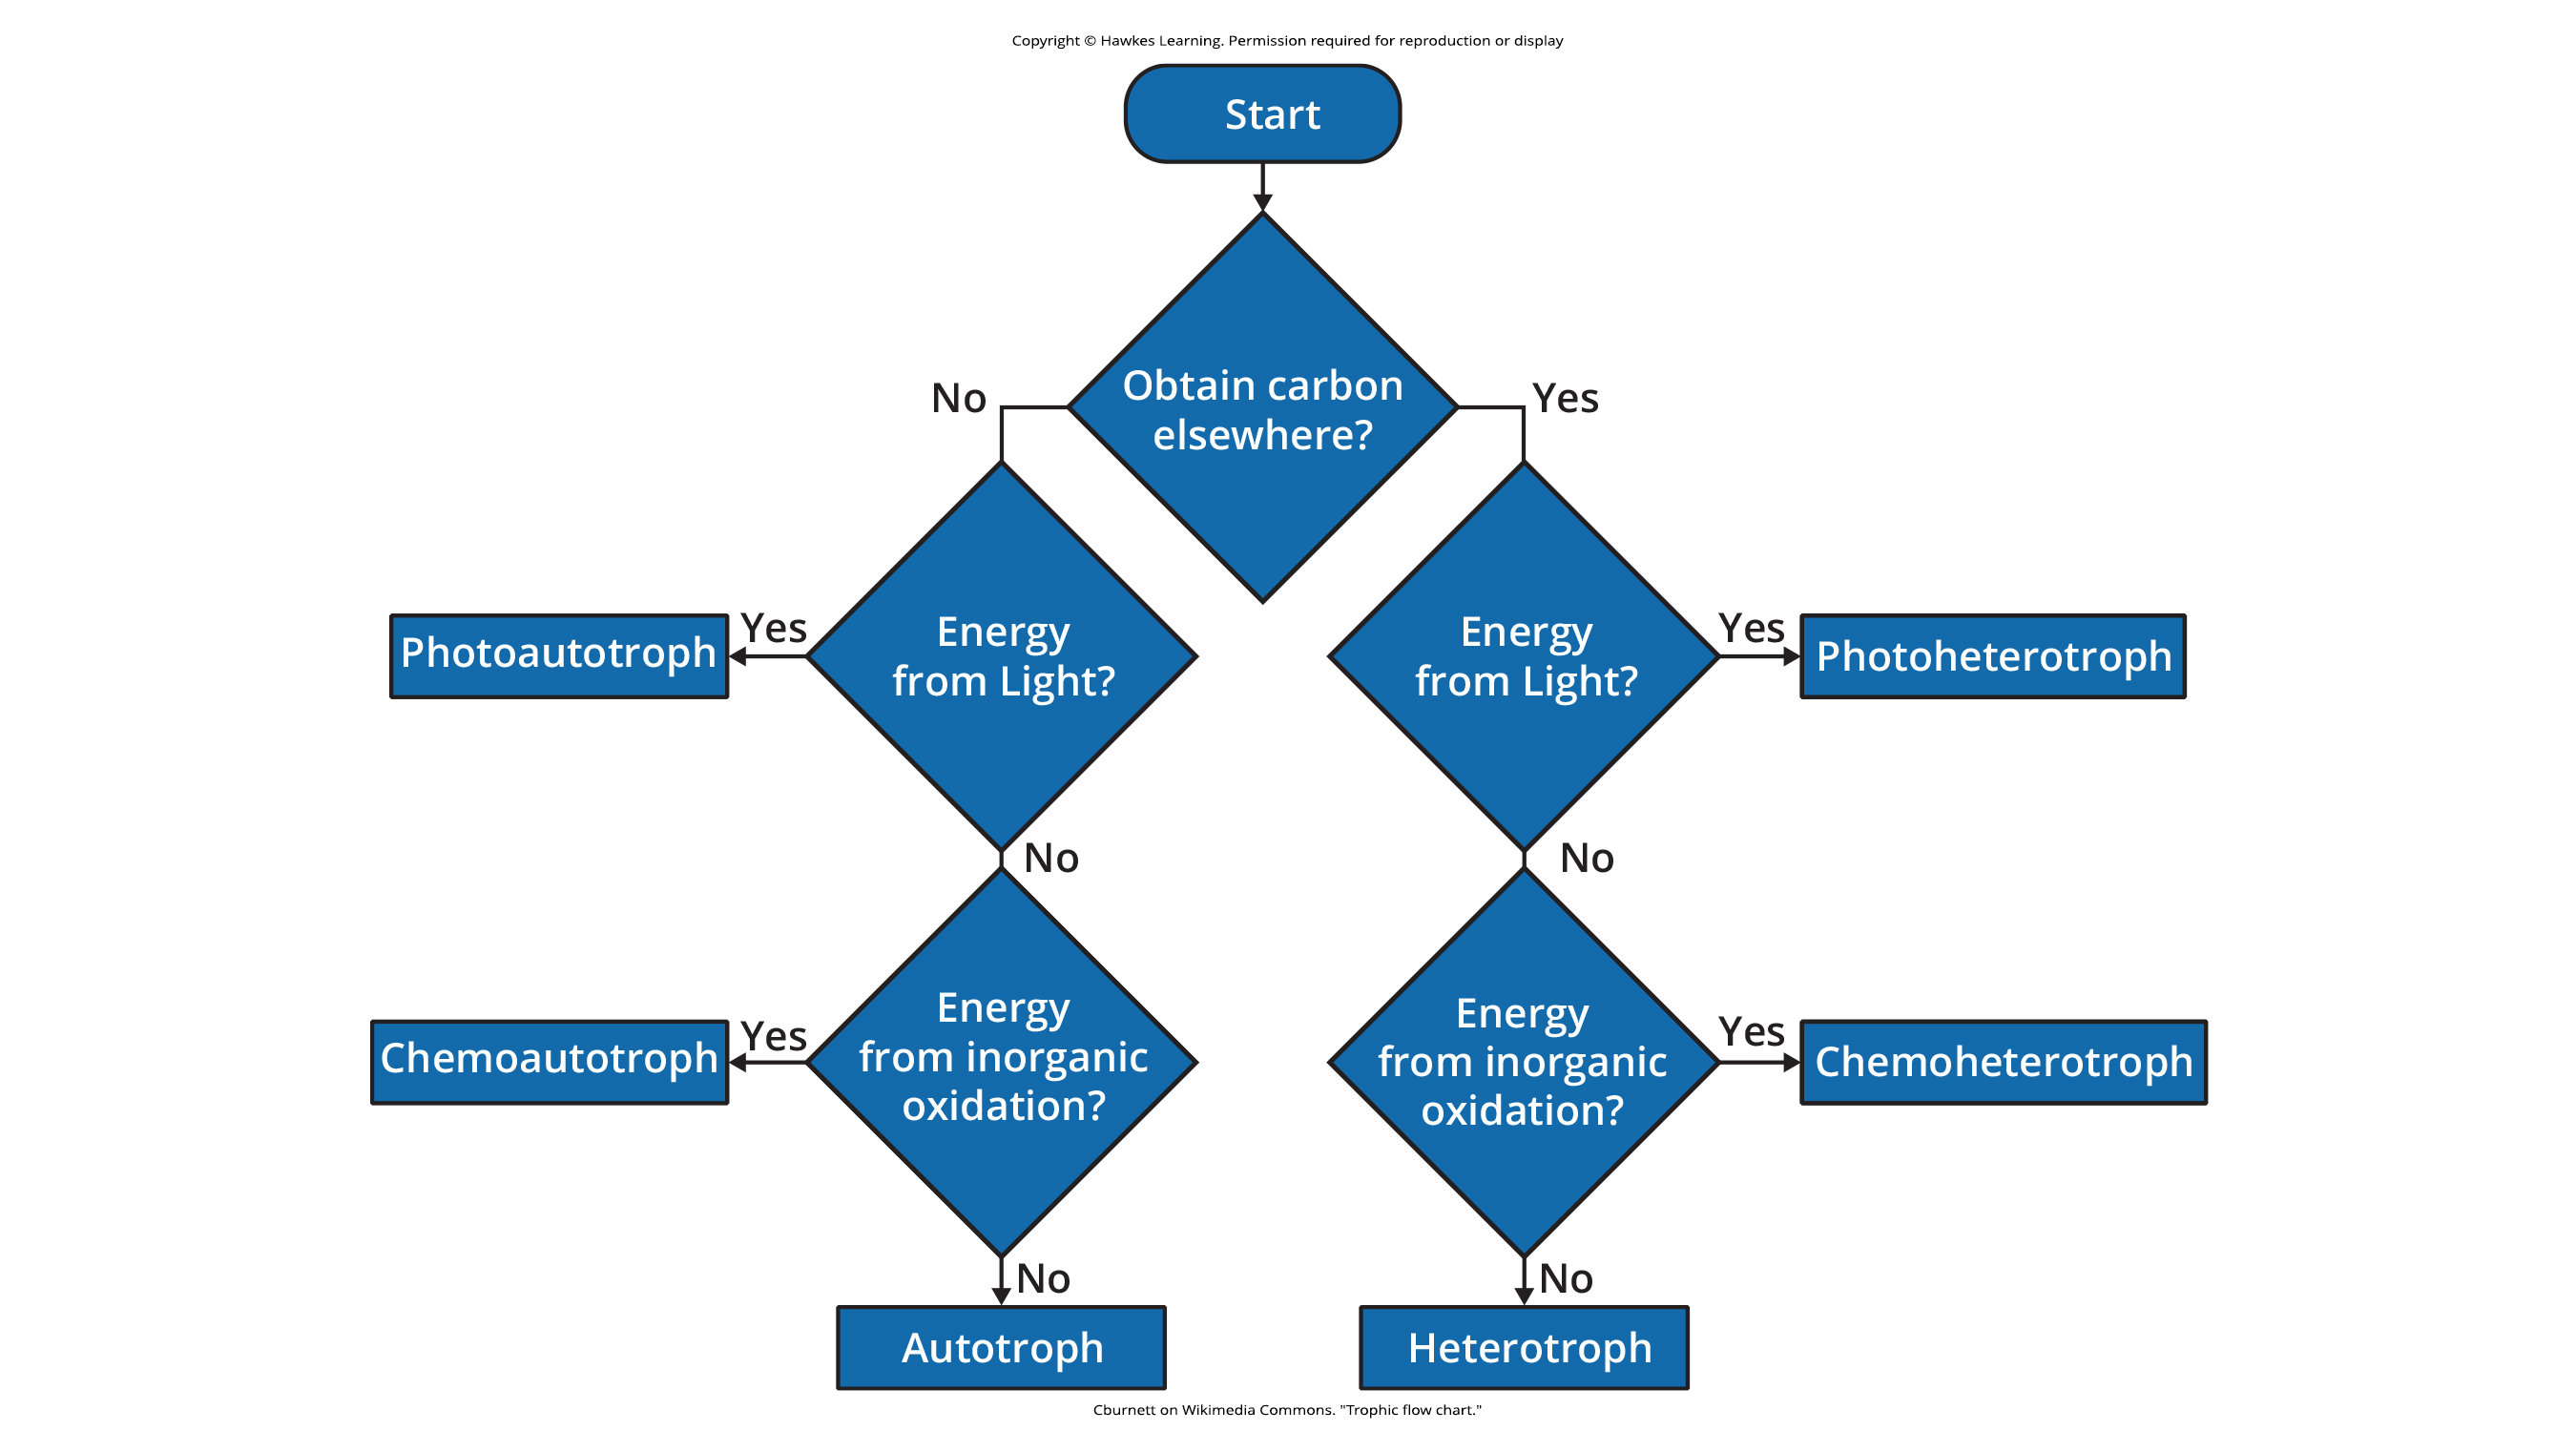 Copyright © Hawkes Learning. Permission required for reproduction or display
Start
Obtain carbon
elsewhere?
No
Yes
Energy
from Light?
Yes
Photoautotroph
No
Energy
from inorganic
oxidation?
Yes
Chemoautotroph
No
Autotroph
Energy
from Light?
Yes
Photoheterotroph
No
Energy
from inorganic
oxidation?
Yes
Chemoheterotroph
No
Heterotroph
Cburnett on Wikimedia Commons. "Trophic flow chart."